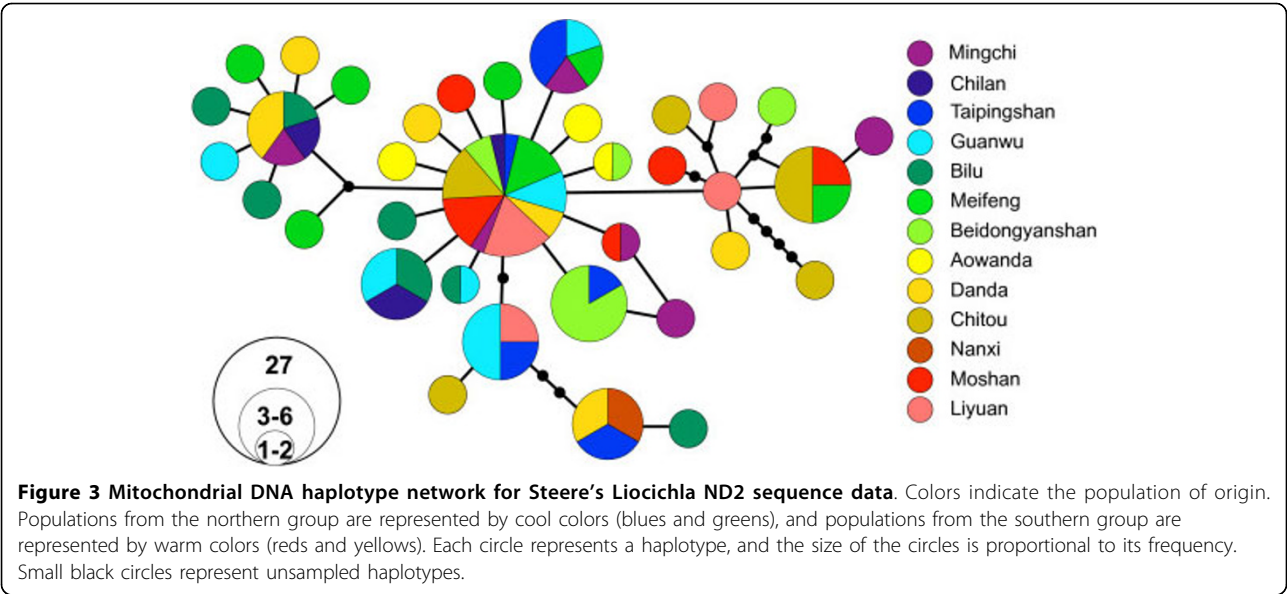 Mingchi
Chilan
Taipingshan
Guanwu
Bilu
Meifeng
Beidongyanshan
Aowanda
Danda
Chitou
Nanxi
Moshan
Liyuan
27
3-6
1-2
Figure 3 Mitochondrial DNA haplotype network for Steere's Liocichla ND2 sequence data. Colors indicate the population of origin.
Populations from the northern group are represented by cool colors (blues and greens), and populations from the southern group are
represented by warm colors (reds and yellows). Each circle represents a haplotype, and the size of the circles is proportional to its frequency.
Small black circles represent unsampled haplotypes.